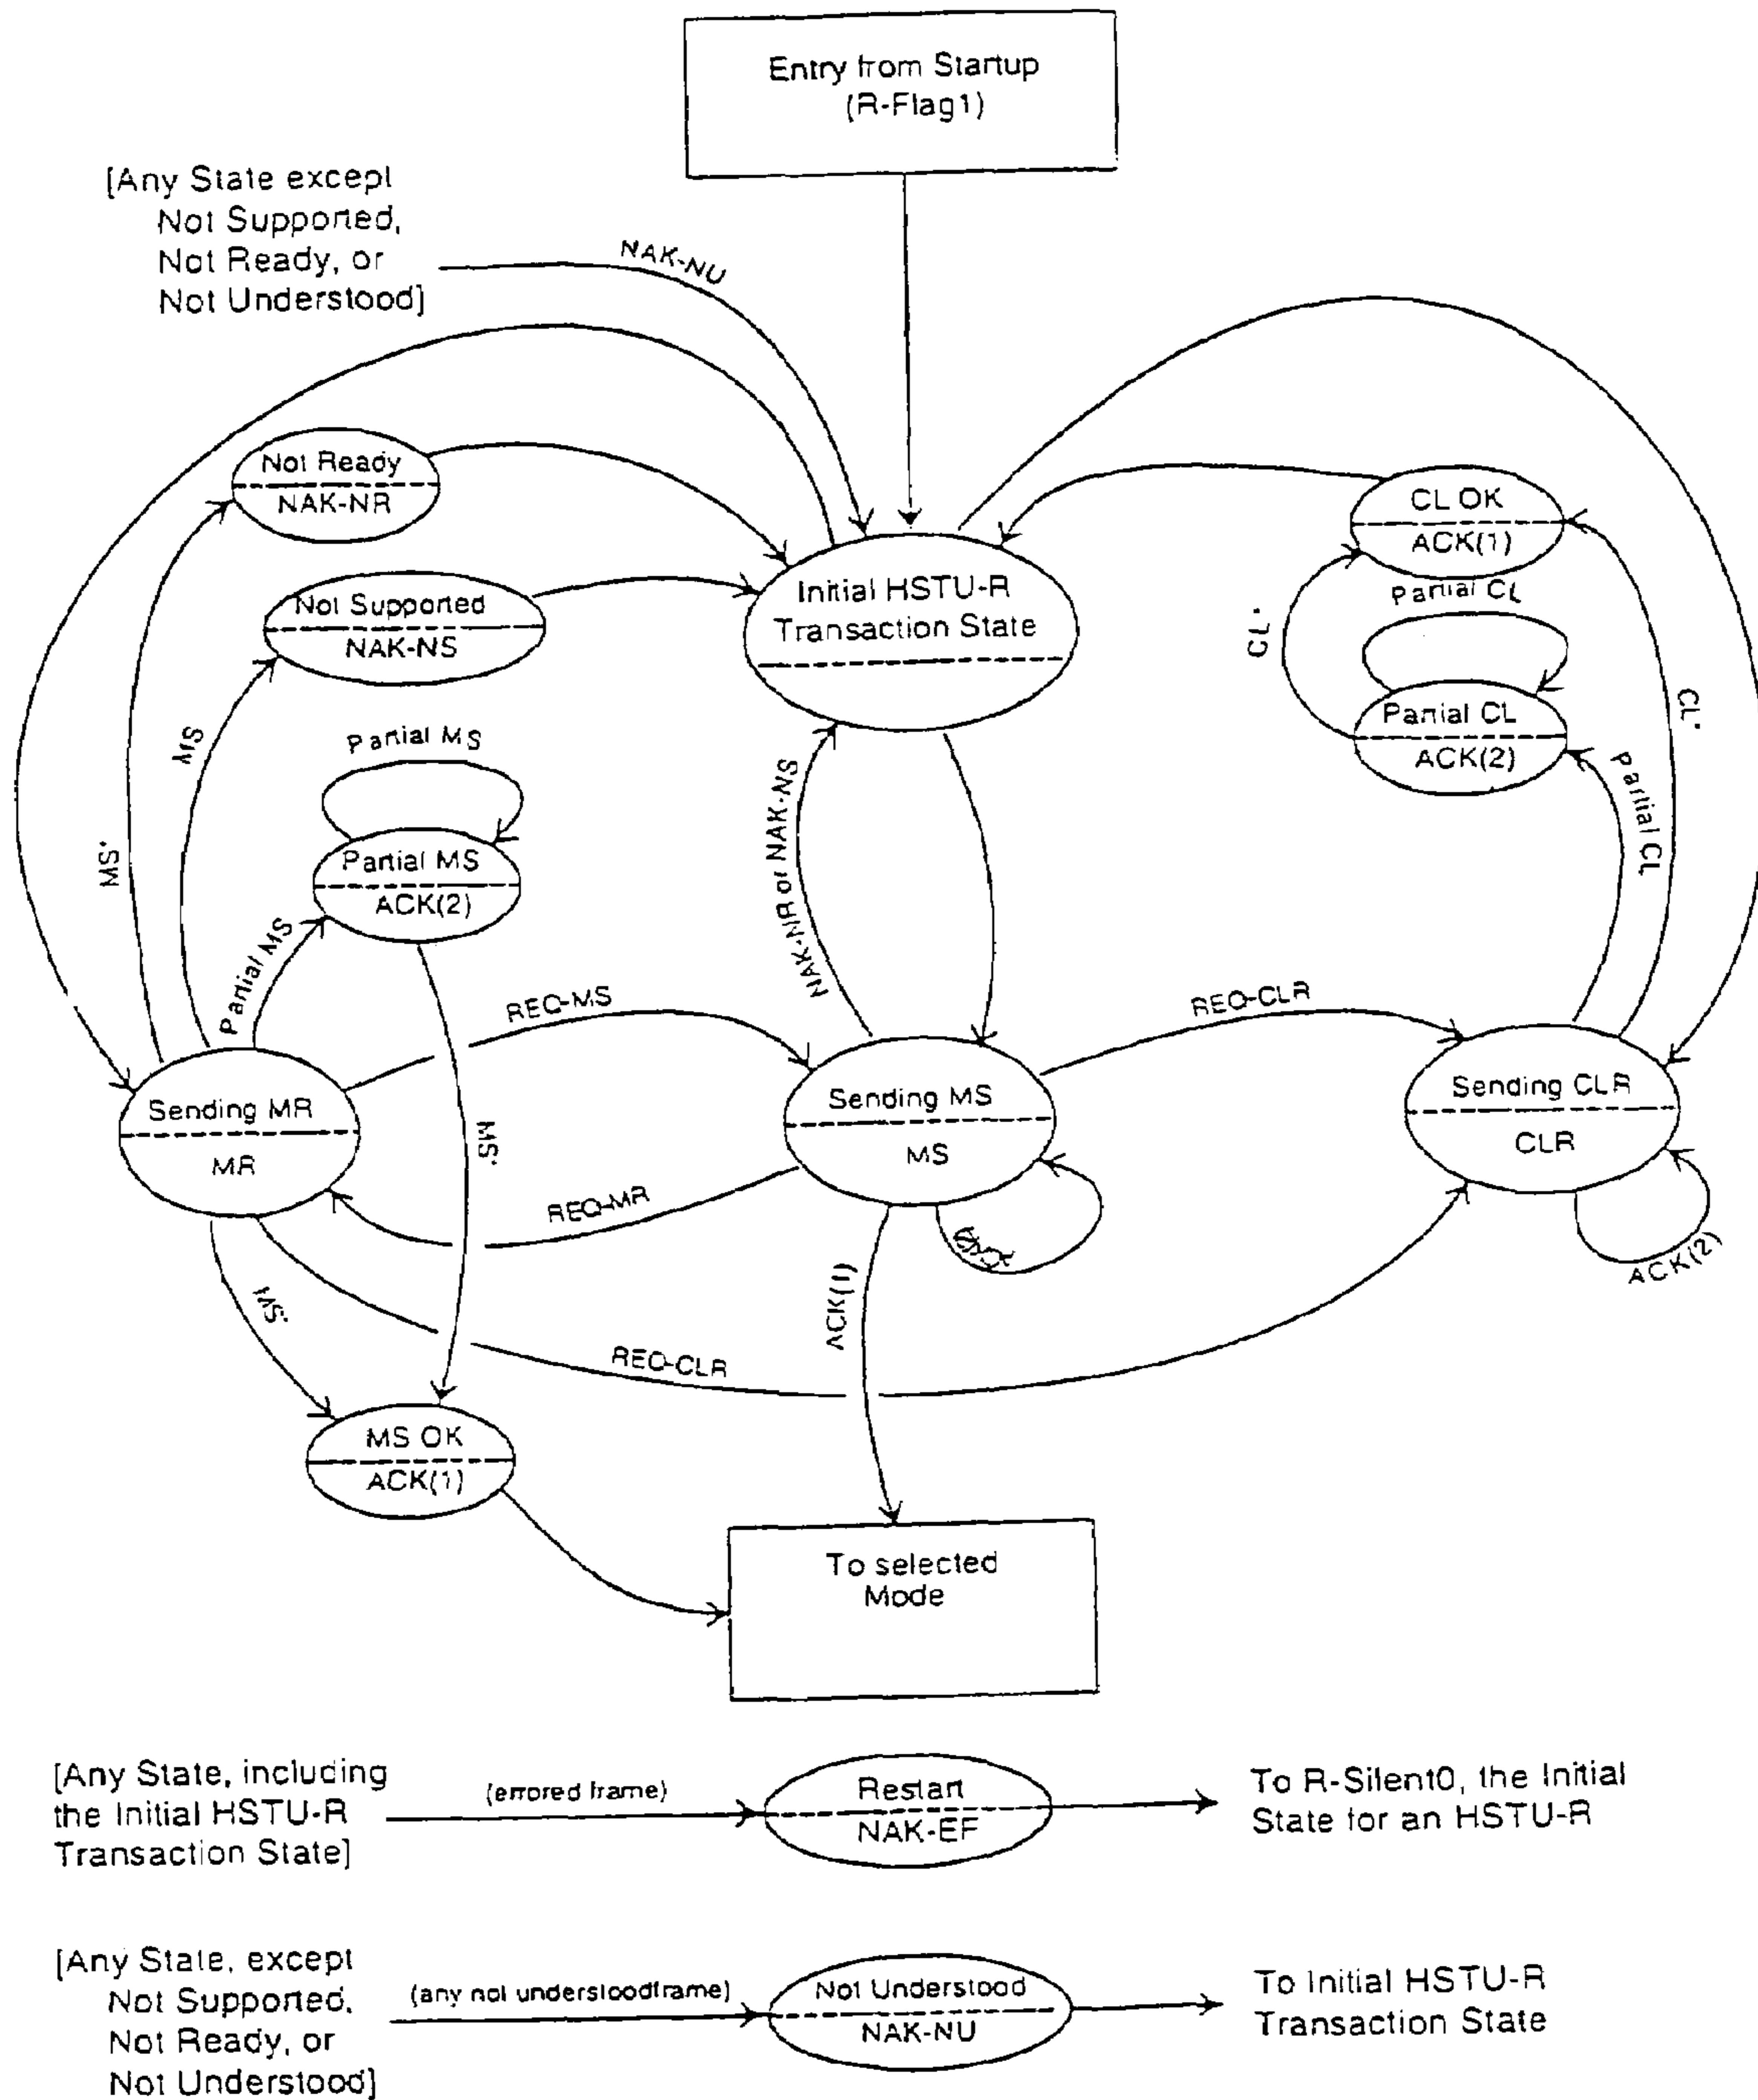 Entry from Startup
(R-Flag1)
[Any State except
Not Supported,
Not Ready, or
Not Understood]
NAK-NU
Not Ready
NAK-NR
CL OK
ACK(1)
Partial CL
Initial HSTU-R
Transaction State
Not Supported
NAK-NS
CL*
MS
Partial MS
Partial CL
ACK(2)
CL*
MS*
NAK-NR or NAK-NS
Partial CL
Partial MS
ACK(2)
Partial MS
REQ-MS
REQ-CLR
Sending MR
MR
MS*
Sending MS
MS
Sending CLR
CLR
REQ-MR
ACK(2)
MS*
ACK(1)
REQ-CLR
MS OK
ACK(1)
To selected
Mode
[Any State, including
the Initial HSTU-R
Transaction State]
(errored frame)
Restart
NAK-EF
To R-Silent0, the Initial
State for an HSTU-R
[Any State, except
Not Supported,
Not Ready, or
Not Understood]
(any not understoodframe)
Not Understood
NAK-NU
To Initial HSTU-R
Transaction State